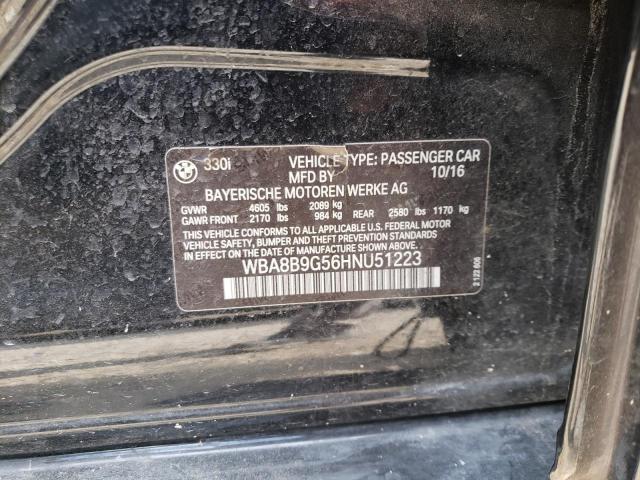 330i VEHICLE TYPE: PASSENGER CAR
MFD BY 10/16
BAYERISCHE MOTOREN WERKE AG
GVWR 4605 lbs 2089 kg
GAWR FRONT 2170 lbs 984 kg REAR 2580 lbs 1170 kg
THIS VEHICLE CONFORMS TO ALL APPLICABLE U.S. FEDERAL MOTOR
VEHICLE SAFETY, BUMPER AND THEFT PREVENTION STANDARDS IN
EFFECT ON THE DATE OF MANUFACTURE SHOWN ABOVE.
WBA8B9G56HNU51223